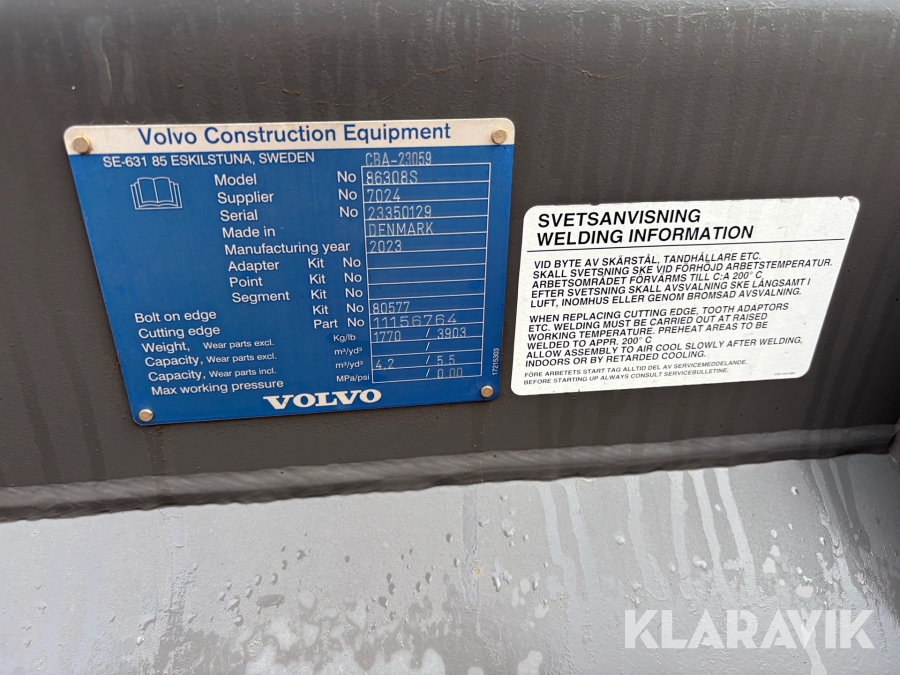 Volvo Construction Equipment
SE-631 85 ESKILSTUNA, SWEDEN CBA-23059
Model No 86308S
Supplier No 7024
Serial No 23350129
Made in DENMARK
Manufacturing year 2023
Adapter Kit No
Point Kit No
Segment Kit No
Bolt on edge Kit No 80577
Cutting edge Part No 11156764
Weight, Wear parts excl. Kg/lb 1770 / 3903
Capacity, Wear parts excl. m³/yd³ /
Capacity, Wear parts incl. m³/yd³ 4.2 / 5.5
Max working pressure MPa/psi / 0.00
VOLVO
17215303
SVETSANVISNING
WELDING INFORMATION
VID BYTE AV SKÄRSTÅL, TANDHÅLLARE ETC.
SKALL SVETSNING SKE VID FÖRHÖJD ARBETSTEMPERATUR.
ARBETSOMRÅDET FÖRVÄRMS TILL C:A 200° C
EFTER SVETSNING SKALL AVSVALNING SKE LÅNGSAMT I
LUFT, INOMHUS ELLER GENOM BROMSAD AVSVALNING.
WHEN REPLACING CUTTING EDGE, TOOTH ADAPTORS
ETC. WELDING MUST BE CARRIED OUT AT RAISED
WORKING TEMPERATURE. PREHEAT AREAS TO BE
WELDED TO APPR. 200° C
ALLOW ASSEMBLY TO AIR COOL SLOWLY AFTER WELDING,
INDOORS OR BY RETARDED COOLING.
FÖRE ARBETETS START TAG ALLTID DEL AV SERVICEMEDDELANDE.
BEFORE STARTING UP ALWAYS CONSULT SERVICEBULLETINE.
KLARAVIK